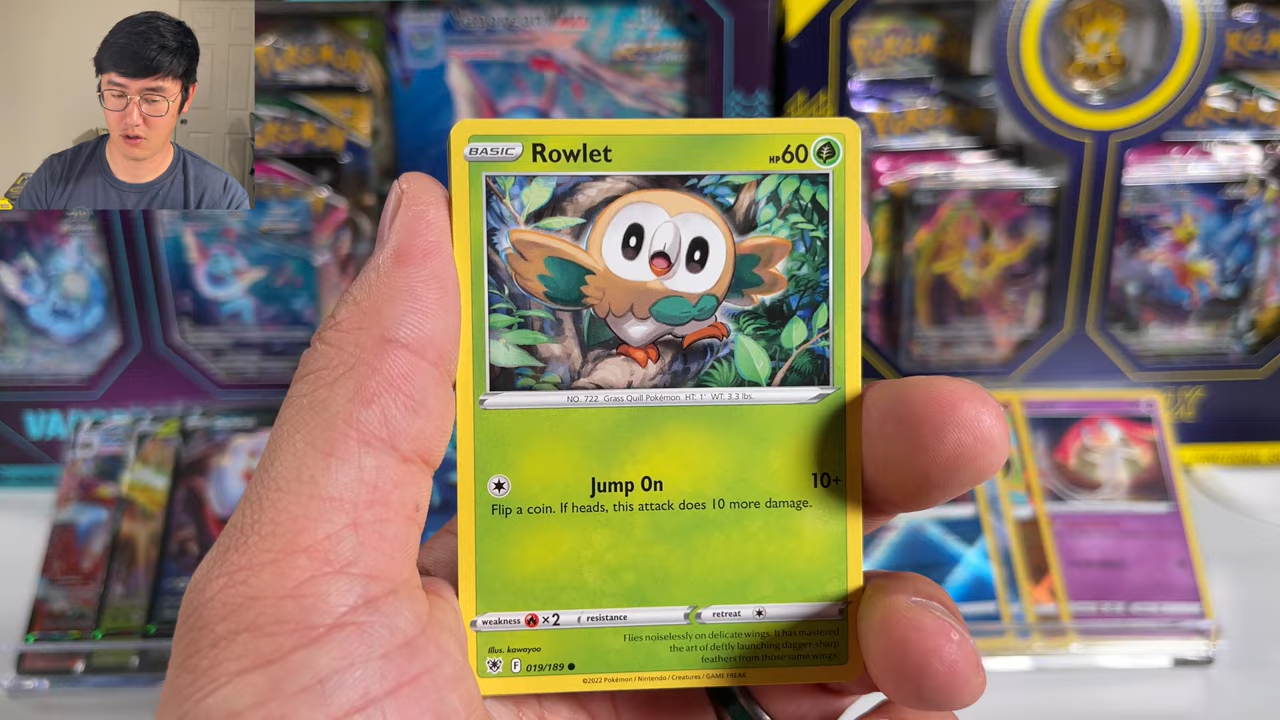 Pokémon
BASIC Rowlet HP 60
NO. 722 Grass Quill Pokémon HT: 1' WT: 3.3 lbs.
Jump On 10+
Flip a coin. If heads, this attack does 10 more damage.
weakness ×2 resistance retreat
Illus. kawayoo
Flies noiselessly on delicate wings. It has mastered
the art of deftly launching dagger-sharp
feathers from those same wings.
F 019/189
©2022 Pokémon / Nintendo / Creatures / GAME FREAK